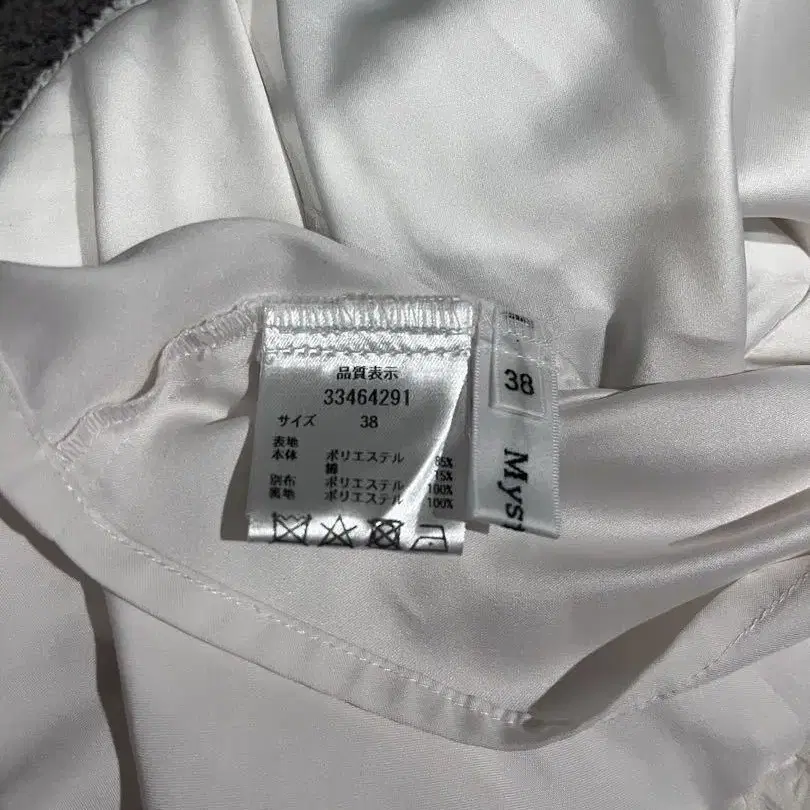 品質表示
33464291
サイズ 38
表地
本体 ポリエステル 85%
綿 15%
別布 ポリエステル 100%
裏地 ポリエステル 100%
38
Myst